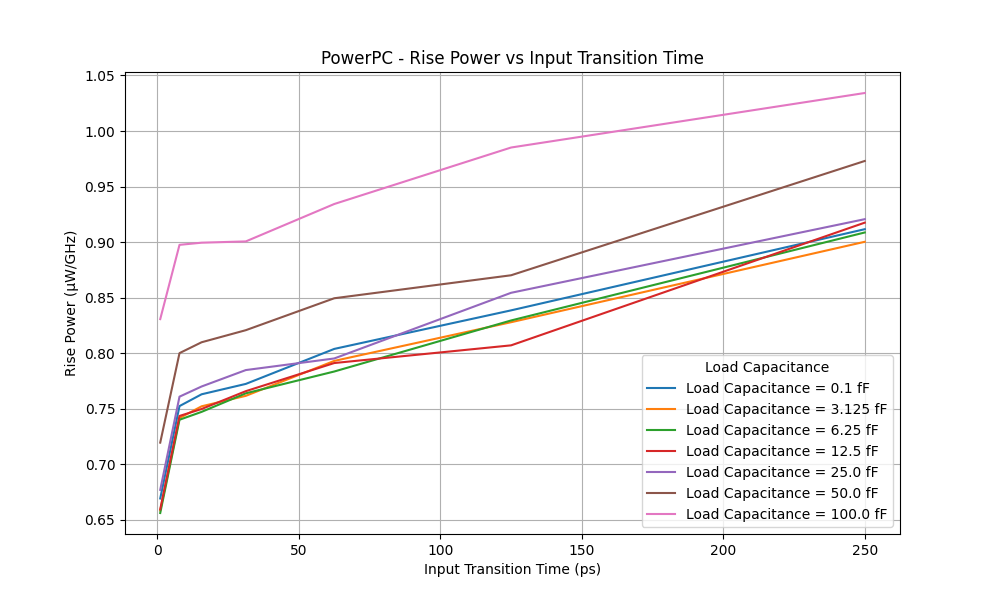 PowerPC - Rise Power vs Input Transition Time
Rise Power (µW/GHz)
1.05
1.00
0.95
0.90
0.85
0.80
0.75
0.70
0.65
0
50
100
150
200
250
Input Transition Time (ps)
Load Capacitance
Load Capacitance = 0.1 fF
Load Capacitance = 3.125 fF
Load Capacitance = 6.25 fF
Load Capacitance = 12.5 fF
Load Capacitance = 25.0 fF
Load Capacitance = 50.0 fF
Load Capacitance = 100.0 fF